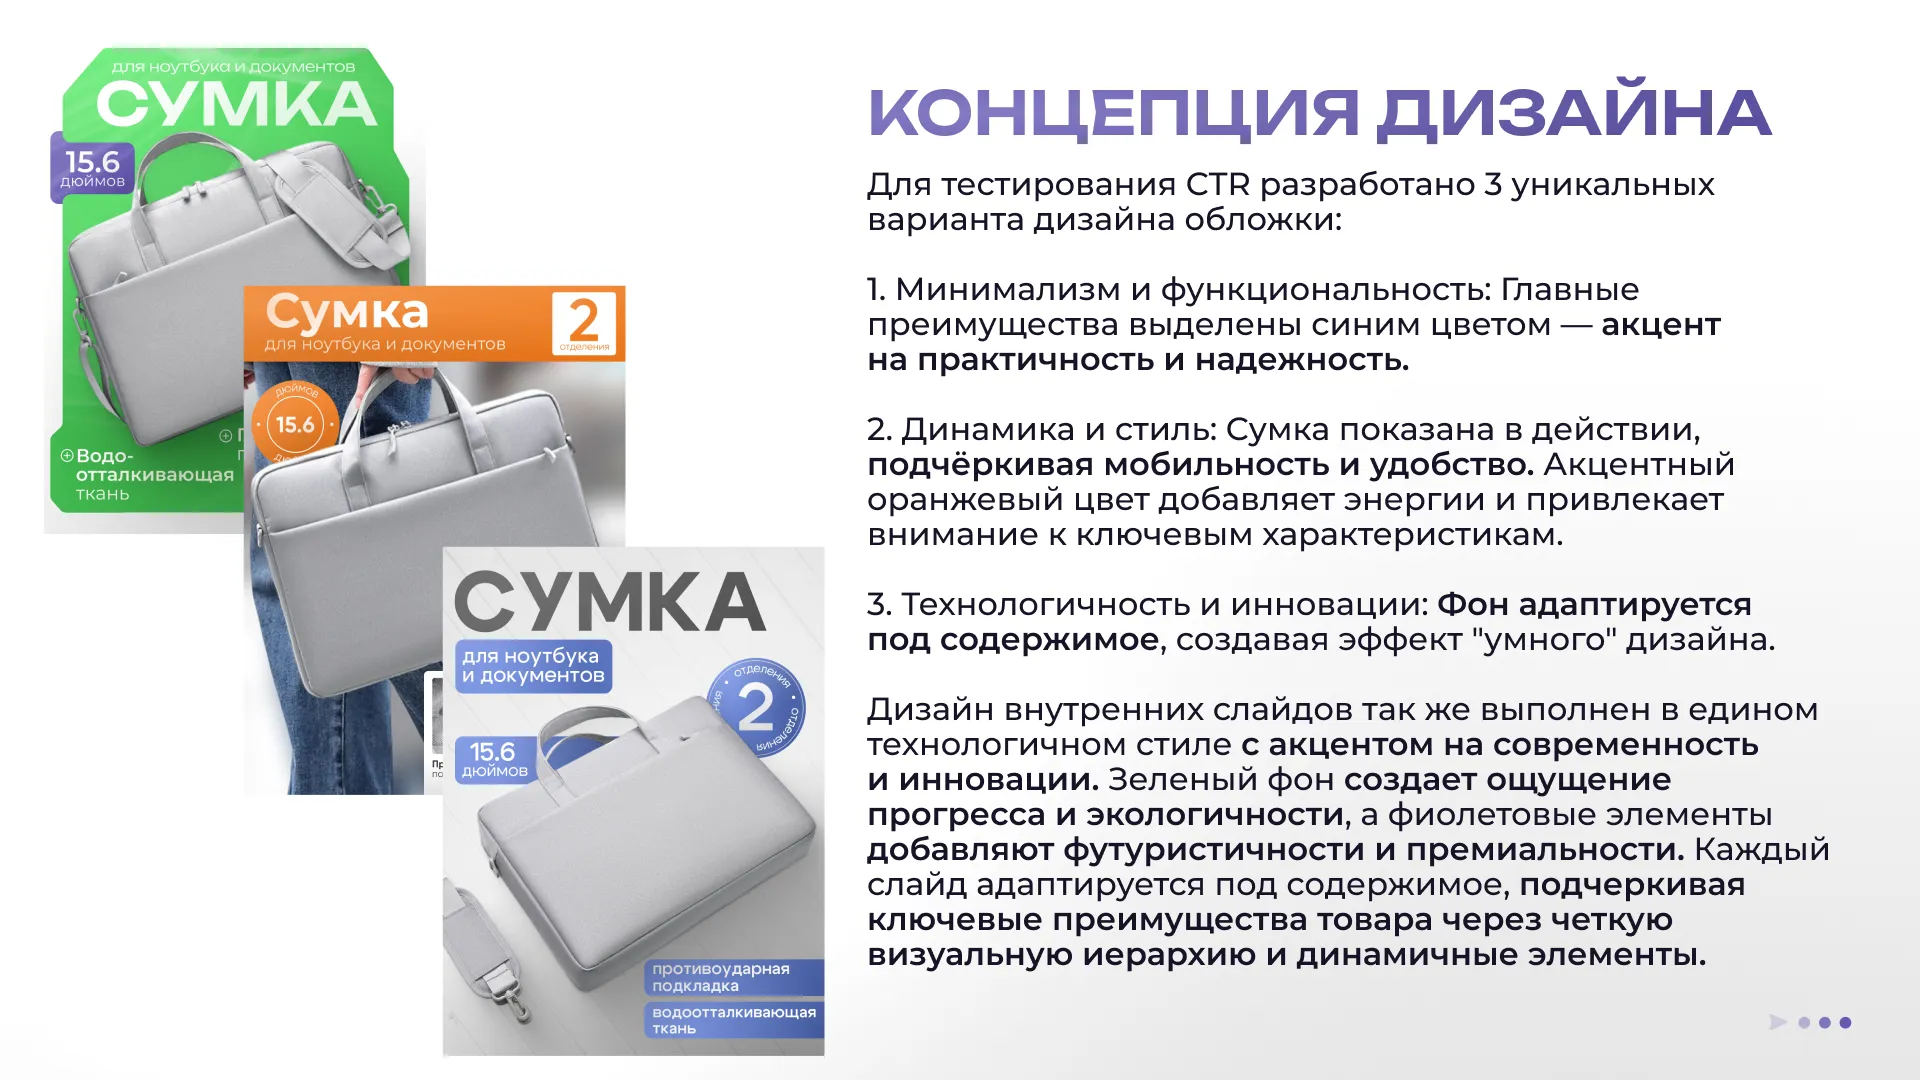 для ноутбука и документов
СУМКА
15.6
дюймов
Водо-
отталкивающая
ткань
Сумка
для ноутбука и документов
2
отделения
дюймов
15.6
СУМКА
для ноутбука
и документов
отделения
2
отделения
15.6
дюймов
противоударная
подкладка
водоотталкивающая
ткань
КОНЦЕПЦИЯ ДИЗАЙНА
Для тестирования CTR разработано 3 уникальных
варианта дизайна обложки:
1. Минимализм и функциональность: Главные
преимущества выделены синим цветом — акцент
на практичность и надежность.
2. Динамика и стиль: Сумка показана в действии,
подчёркивая мобильность и удобство. Акцентный
оранжевый цвет добавляет энергии и привлекает
внимание к ключевым характеристикам.
3. Технологичность и инновации: Фон адаптируется
под содержимое, создавая эффект "умного" дизайна.
Дизайн внутренних слайдов так же выполнен в едином
технологичном стиле с акцентом на современность
и инновации. Зеленый фон создает ощущение
прогресса и экологичности, а фиолетовые элементы
добавляют футуристичности и премиальности. Каждый
слайд адаптируется под содержимое, подчеркивая
ключевые преимущества товара через четкую
визуальную иерархию и динамичные элементы.